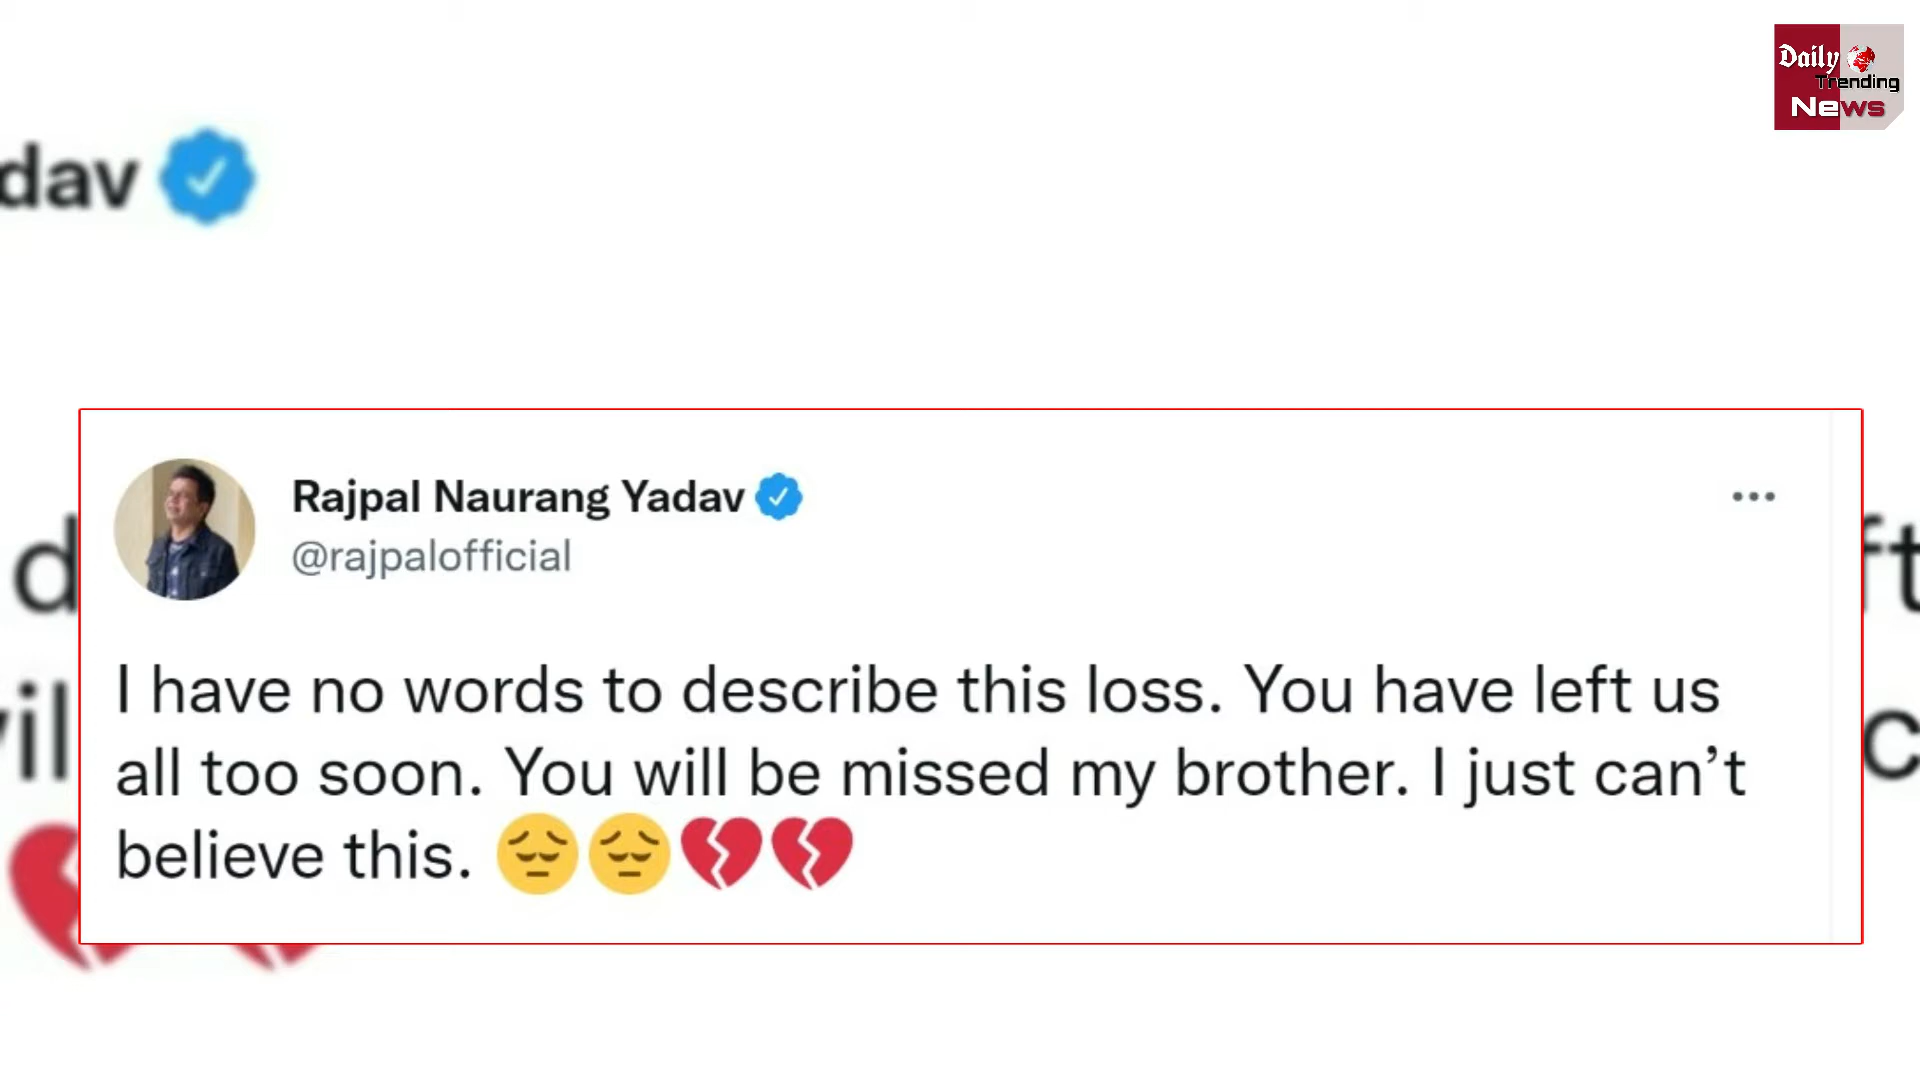 Daily
Trending
News
dav
Rajpal Naurang Yadav
@rajpalofficial
I have no words to describe this loss. You have left us
all too soon. You will be missed my brother. I just can’t
believe this. 😔😔💔💔